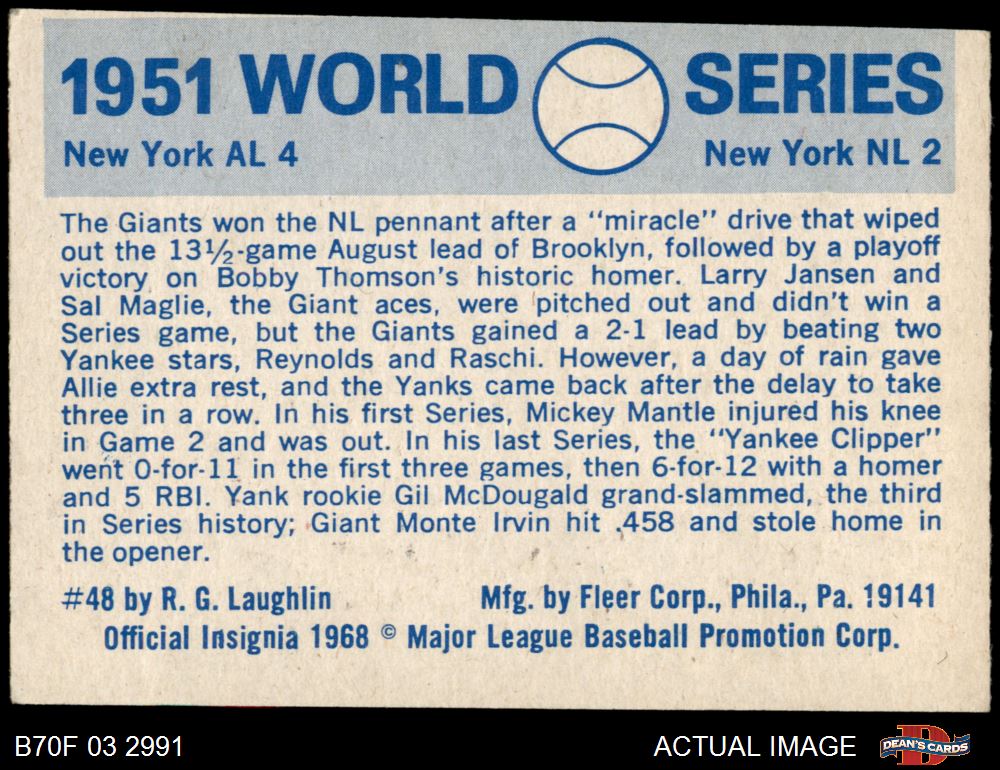 1951 WORLD SERIES
New York AL 4 New York NL 2
The Giants won the NL pennant after a "miracle" drive that wiped
out the 13½-game August lead of Brooklyn, followed by a playoff
victory on Bobby Thomson's historic homer. Larry Jansen and
Sal Maglie, the Giant aces, were pitched out and didn't win a
Series game, but the Giants gained a 2-1 lead by beating two
Yankee stars, Reynolds and Raschi. However, a day of rain gave
Allie extra rest, and the Yanks came back after the delay to take
three in a row. In his first Series, Mickey Mantle injured his knee
in Game 2 and was out. In his last Series, the "Yankee Clipper"
went 0-for-11 in the first three games, then 6-for-12 with a homer
and 5 RBI. Yank rookie Gil McDougald grand-slammed, the third
in Series history; Giant Monte Irvin hit .458 and stole home in
the opener.
#48 by R. G. Laughlin Mfg. by Fleer Corp., Phila., Pa. 19141
Official Insignia 1968 © Major League Baseball Promotion Corp.
B70F 03 2991 ACTUAL IMAGE D DEAN'S CARDS